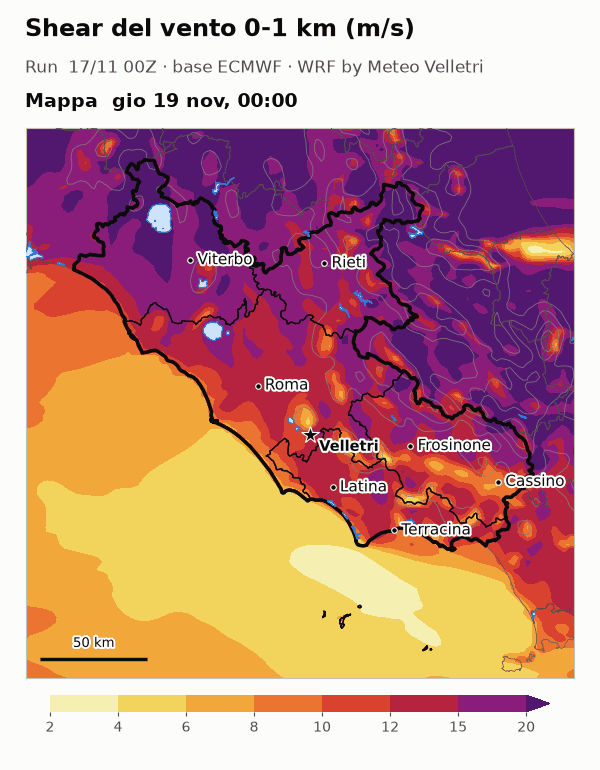 Shear del vento 0-1 km (m/s)
Run  17/11 00Z · base ECMWF · WRF by Meteo Velletri
Mappa  gio 19 nov, 00:00
Viterbo
Rieti
Roma
Velletri
Frosinone
Cassino
Latina
Terracina
50 km
2 4 6 8 10 12 15 20